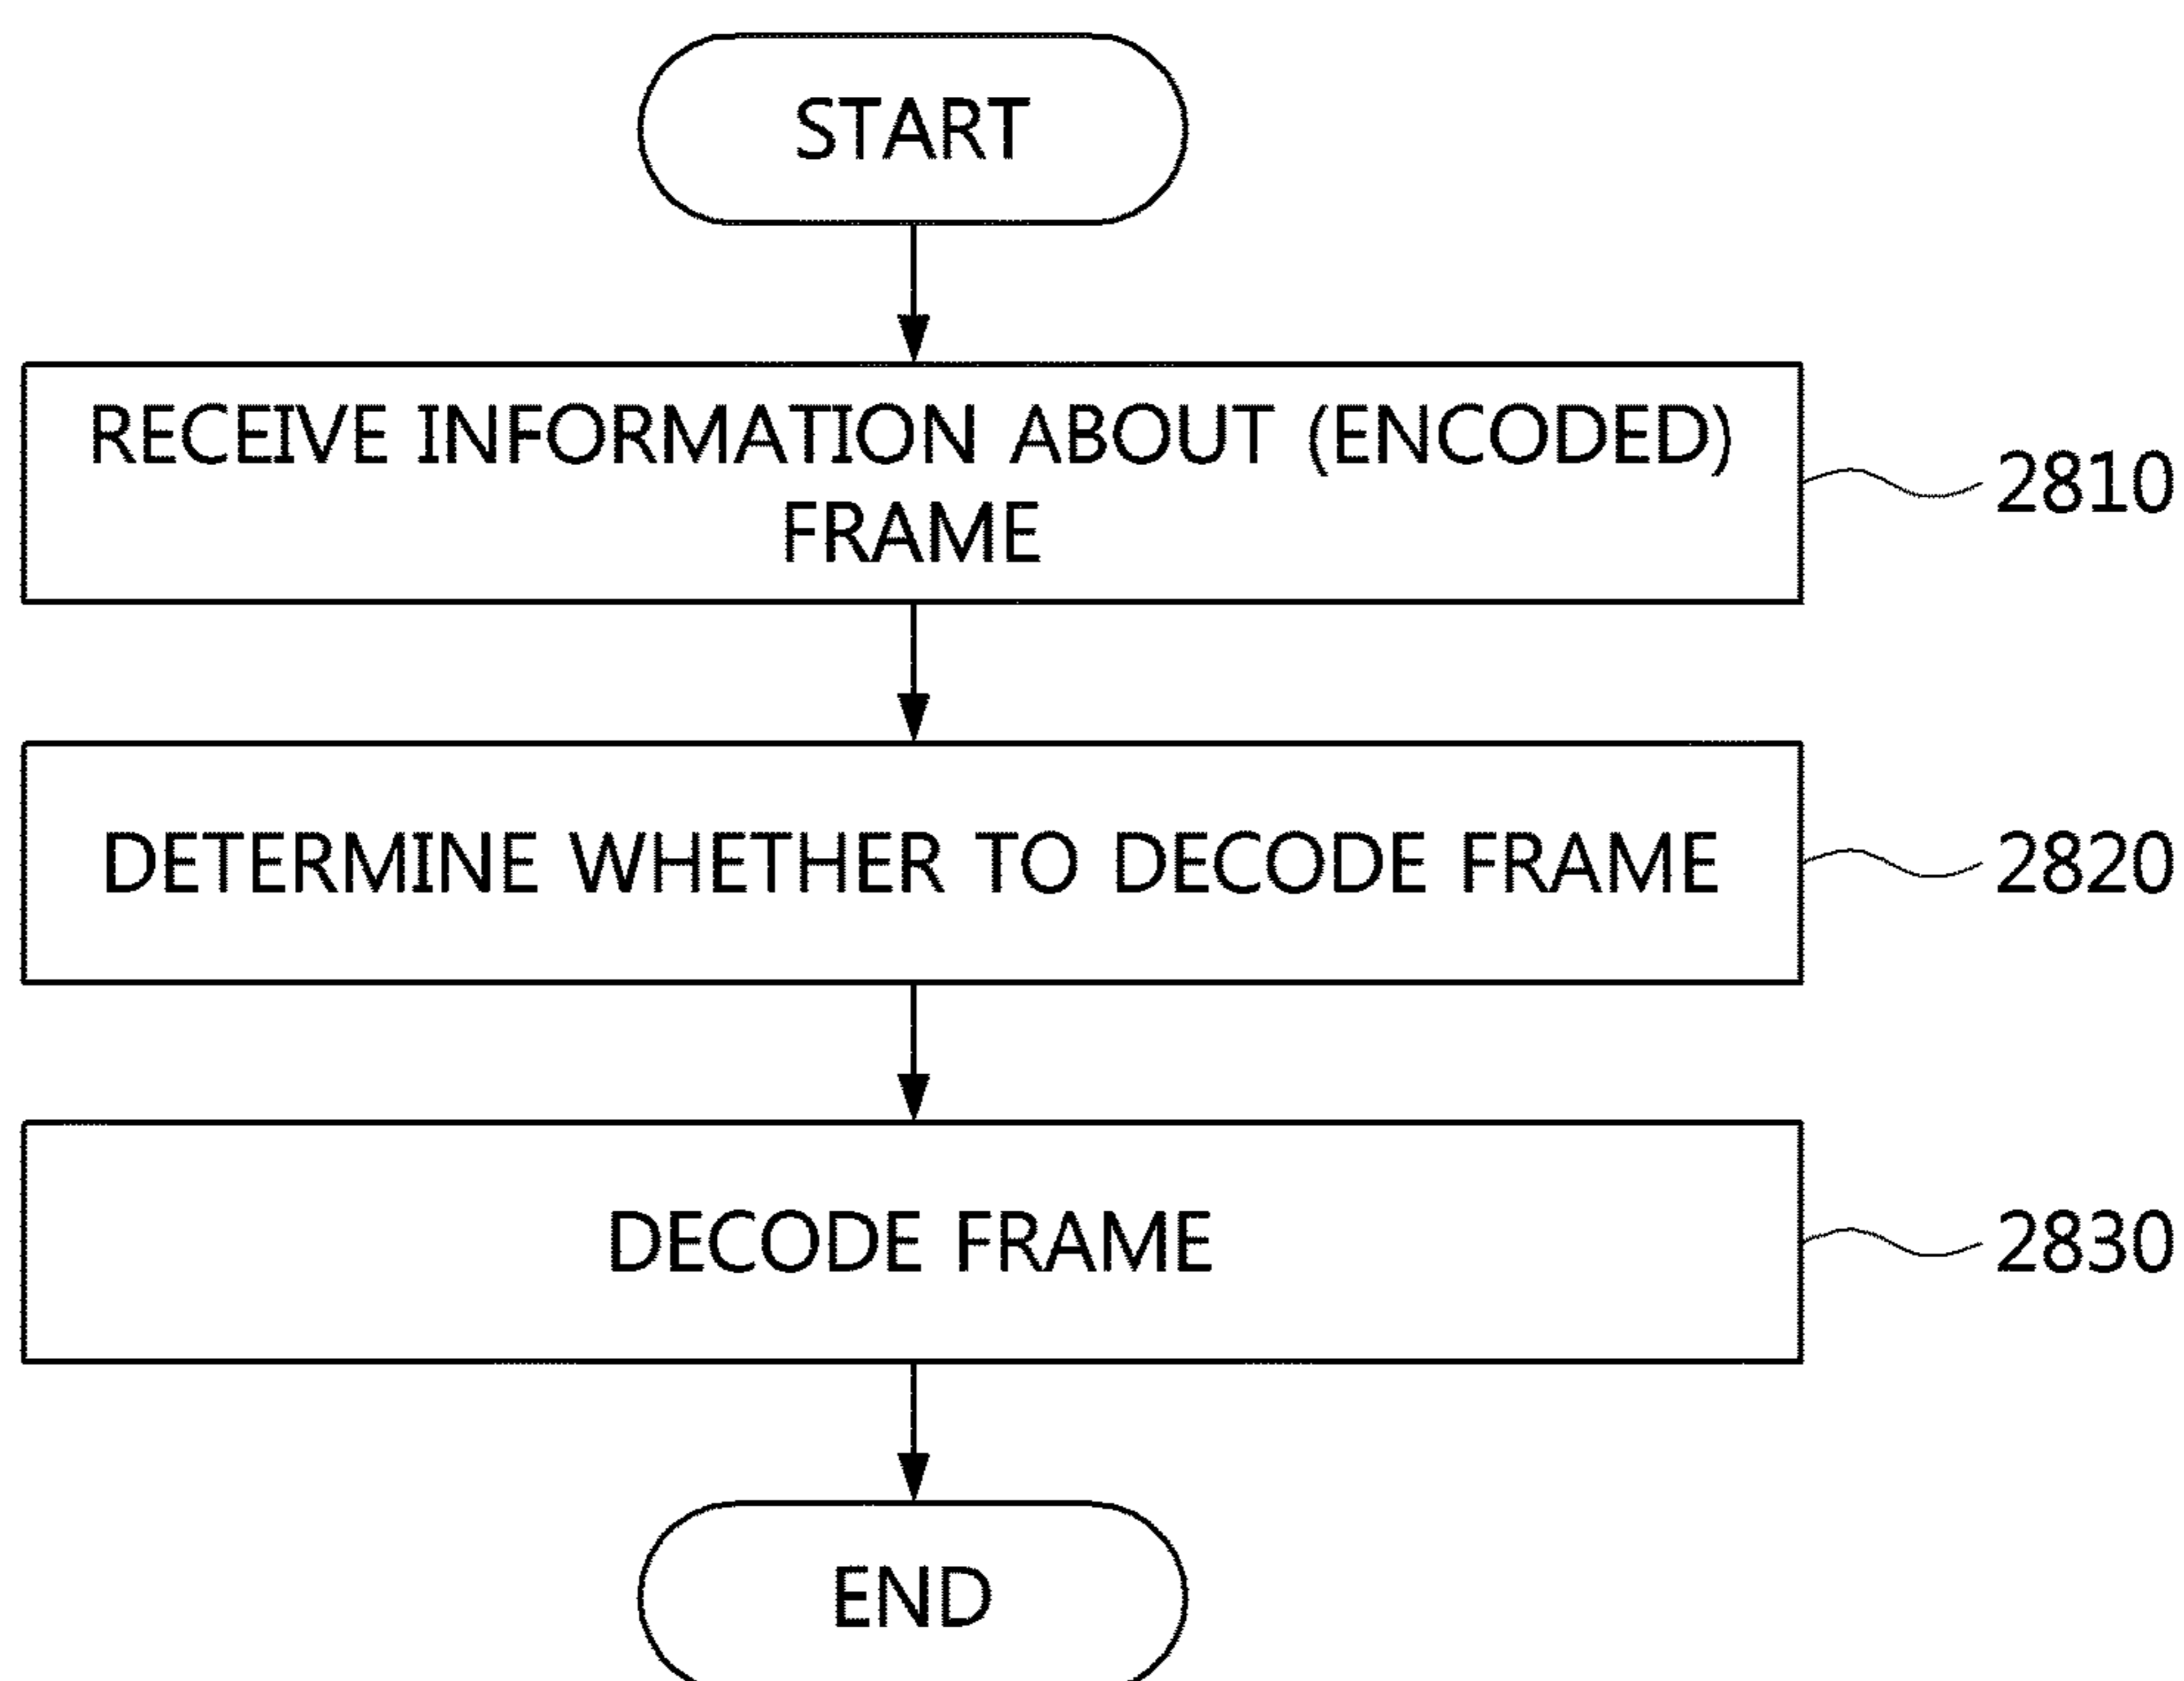 START
RECEIVE INFORMATION ABOUT (ENCODED)
FRAME
2810
DETERMINE WHETHER TO DECODE FRAME
2820
DECODE FRAME
2830
END